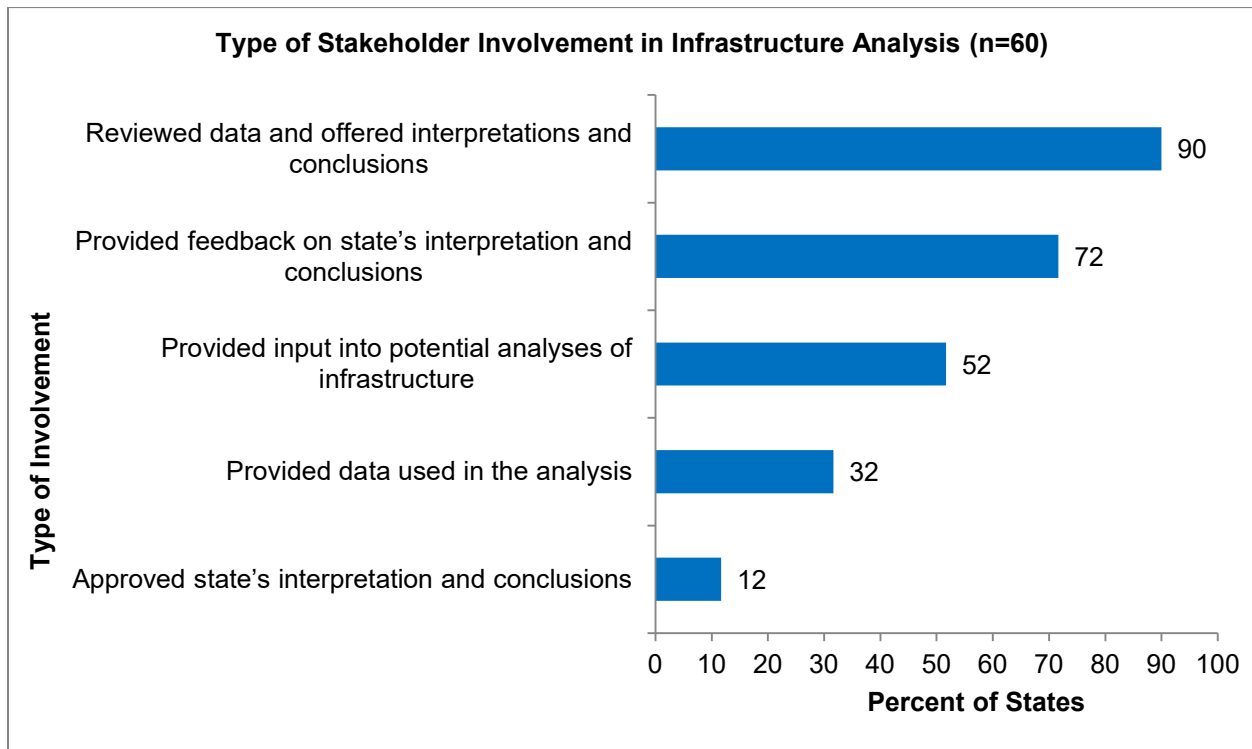 Type of Stakeholder Involvement in Infrastructure Analysis (n=60)
Type of Involvement
Reviewed data and offered interpretations and
conclusions
90
Provided feedback on state’s interpretation and
conclusions
72
Provided input into potential analyses of
infrastructure
52
Provided data used in the analysis
32
Approved state’s interpretation and conclusions
12
0 10 20 30 40 50 60 70 80 90 100
Percent of States